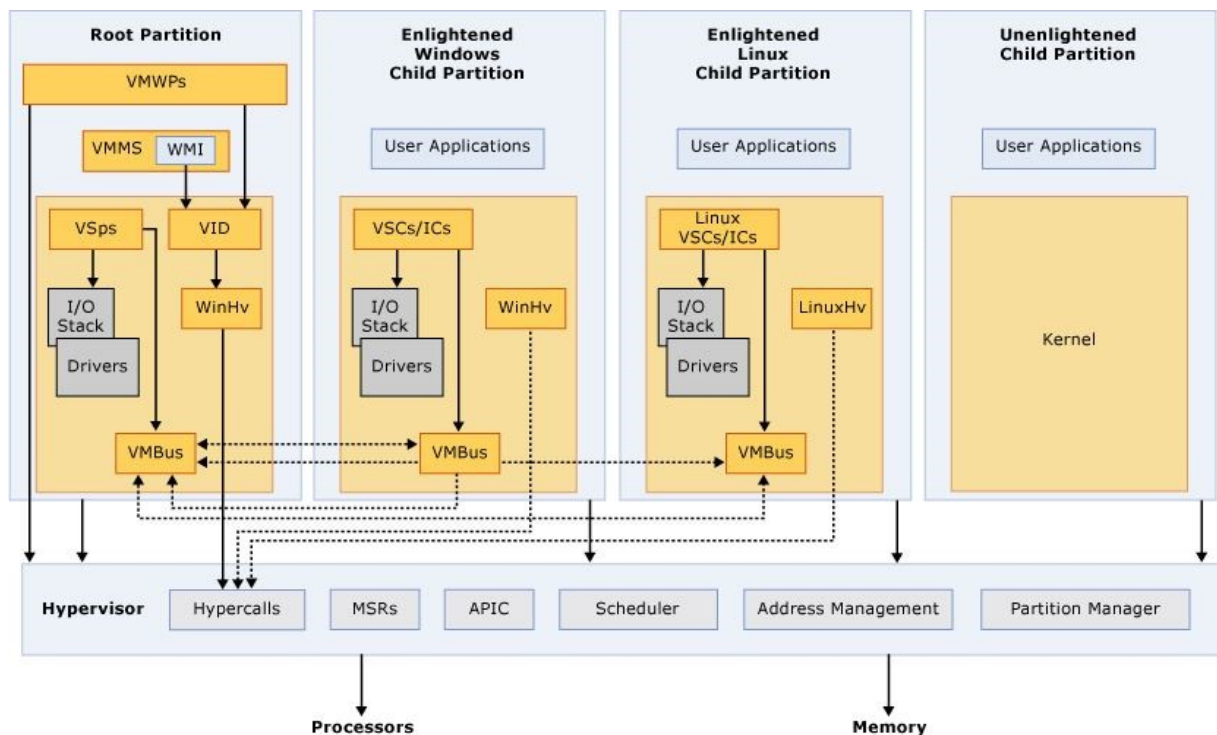 Root Partition
VMWPs
VMMS
WMI
VSps
VID
I/O
Stack
WinHv
Drivers
VMBus
Enlightened
Windows
Child Partition
User Applications
VSCs/ICs
I/O
Stack
WinHv
Drivers
VMBus
Enlightened
Linux
Child Partition
User Applications
Linux
VSCs/ICs
I/O
Stack
LinuxHv
Drivers
VMBus
Unenlightened
Child Partition
User Applications
Kernel
Hypervisor
Hypercalls
MSRs
APIC
Scheduler
Address Management
Partition Manager
Processors
Memory